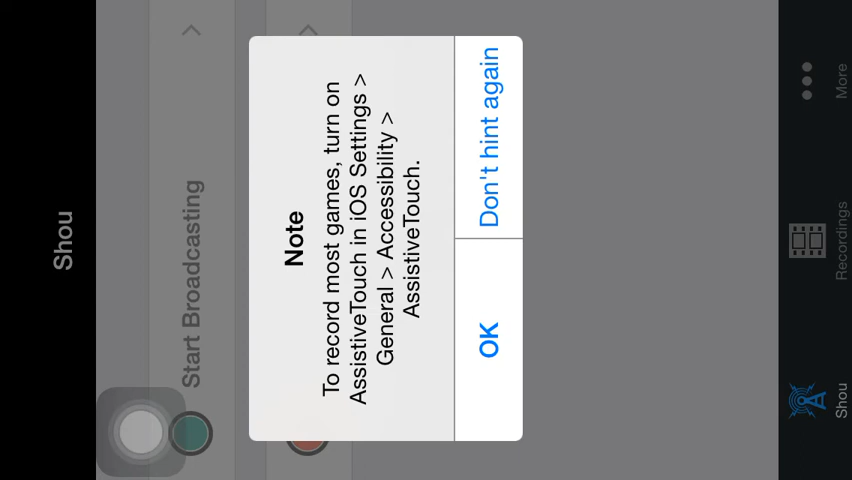 Shou
Start Broadcasting
Note
To record most games, turn on
AssistiveTouch in iOS Settings >
General > Accessibility >
AssistiveTouch.
OK
Don't hint again
Shou
Recordings
More